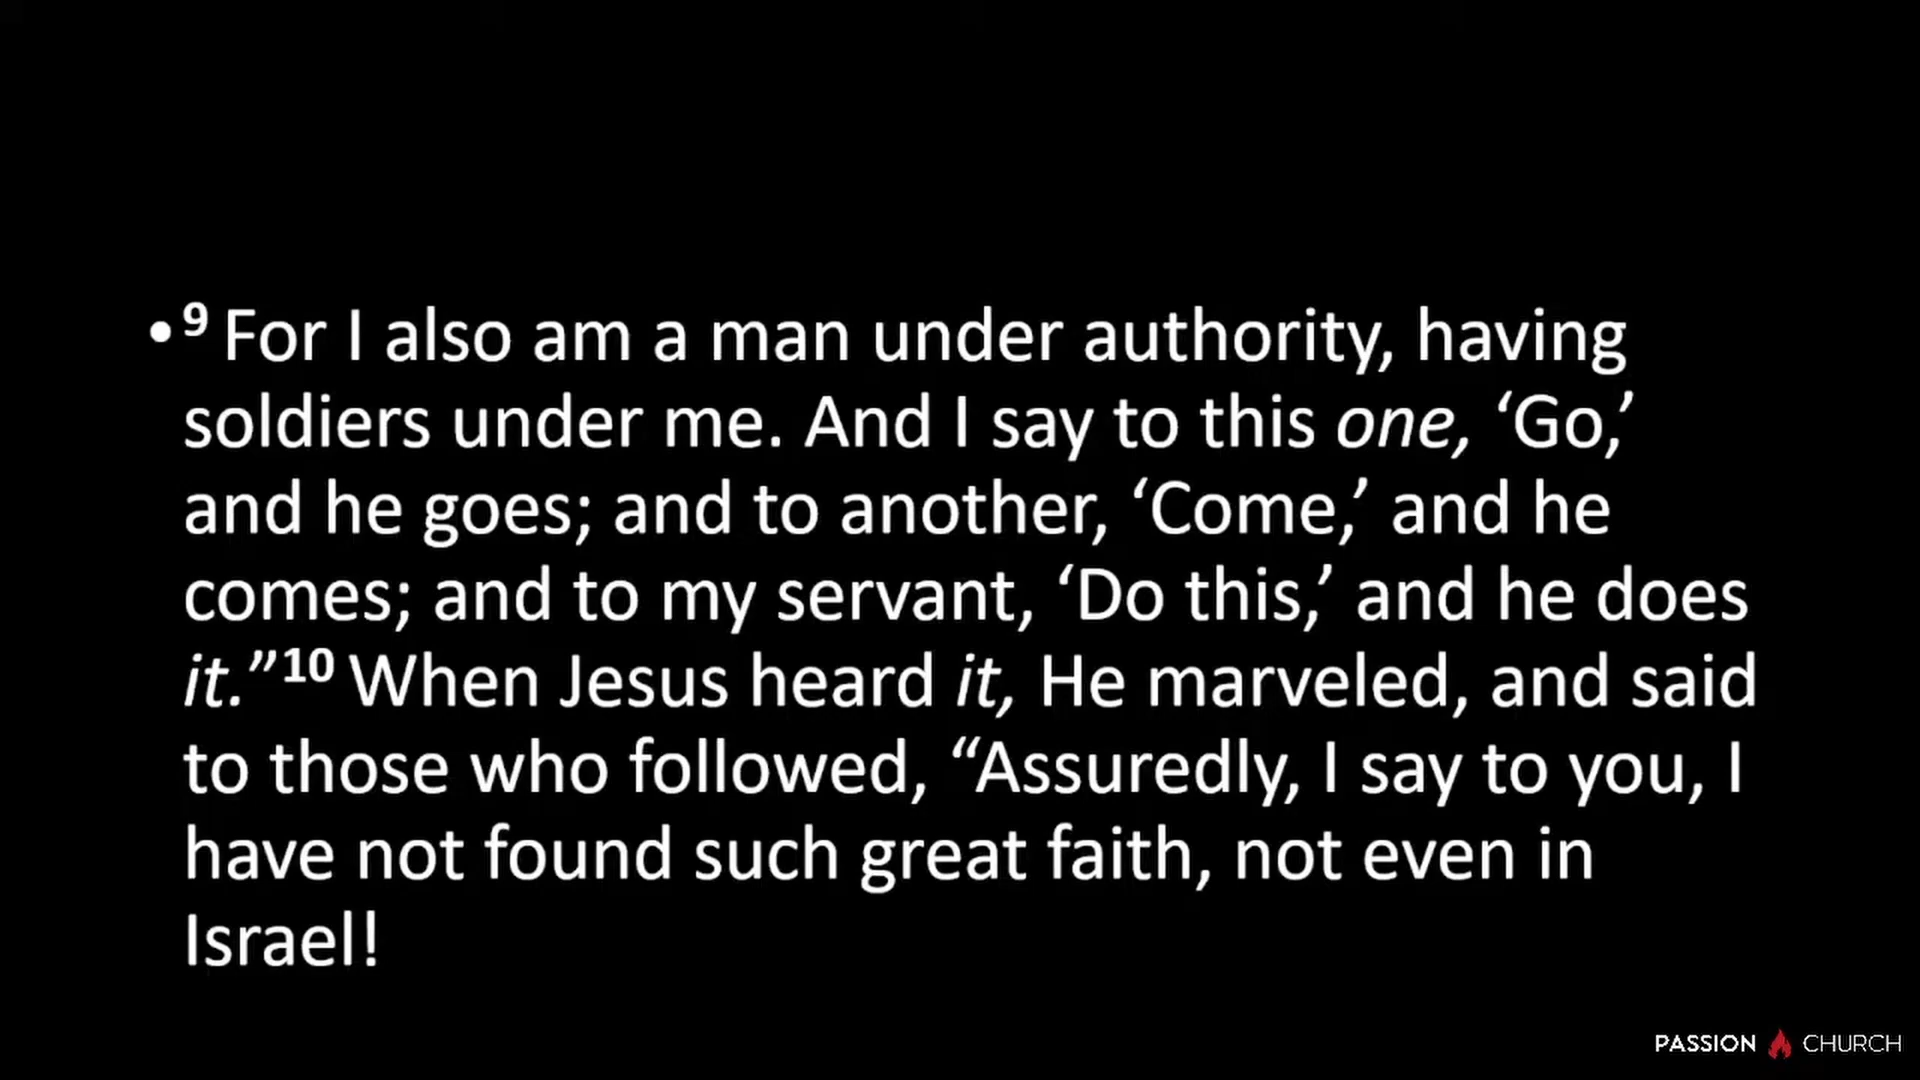 • 9 For I also am a man under authority, having
soldiers under me. And I say to this one, ‘Go,’
and he goes; and to another, ‘Come,’ and he
comes; and to my servant, ‘Do this,’ and he does
it.”10 When Jesus heard it, He marveled, and said
to those who followed, “Assuredly, I say to you, I
have not found such great faith, not even in
Israel!
PASSION CHURCH